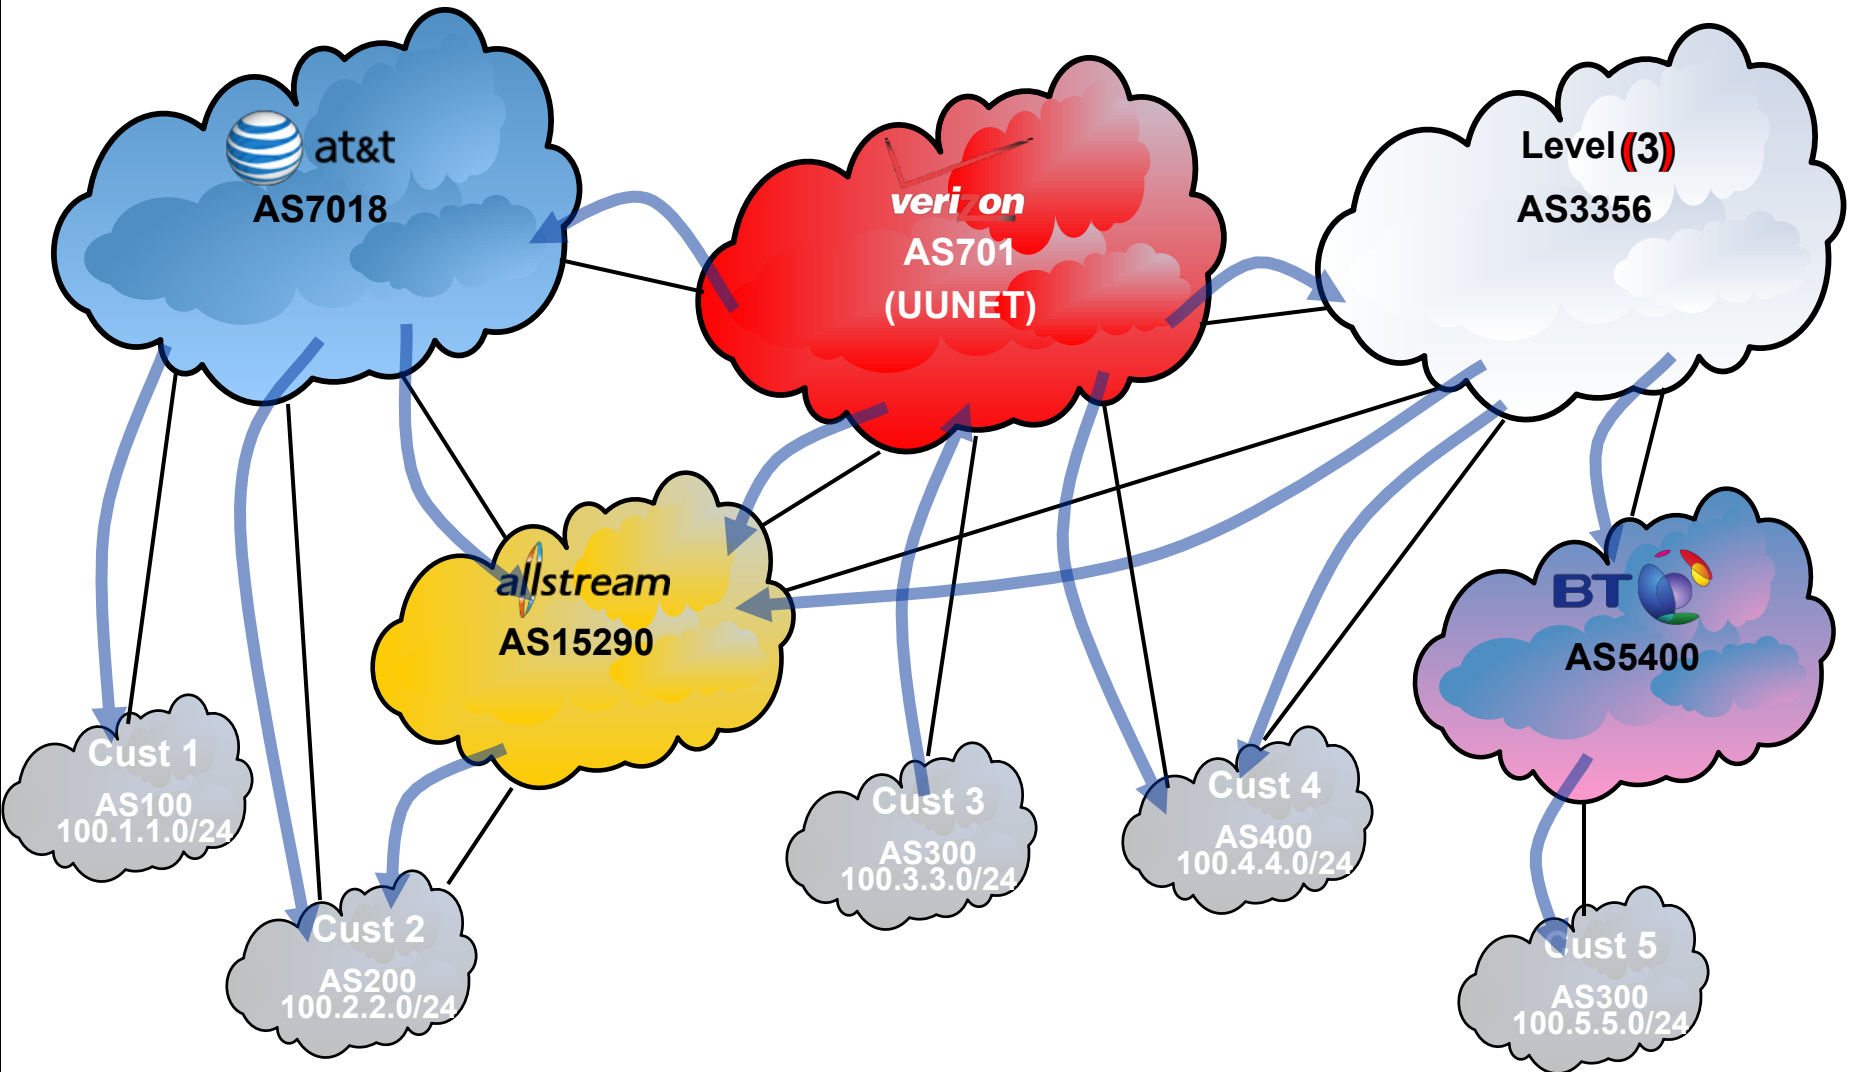 at&t
AS7018
verizon
AS701
(UUNET)
Level (3)
AS3356
allstream
AS15290
BT
AS5400
Cust 1
AS100
100.1.1.0/24
Cust 2
AS200
100.2.2.0/24
Cust 3
AS300
100.3.3.0/24
Cust 4
AS400
100.4.4.0/24
Cust 5
AS300
100.5.5.0/24